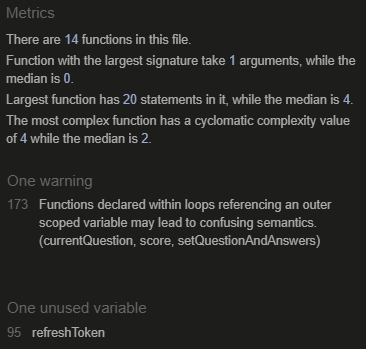 Metrics
There are 14 functions in this file.
Function with the largest signature take 1 arguments, while the
median is 0.
Largest function has 20 statements in it, while the median is 4.
The most complex function has a cyclomatic complexity value
of 4 while the median is 2.
One warning
173 Functions declared within loops referencing an outer
scoped variable may lead to confusing semantics.
(currentQuestion, score, setQuestionAndAnswers)
One unused variable
95 refreshToken